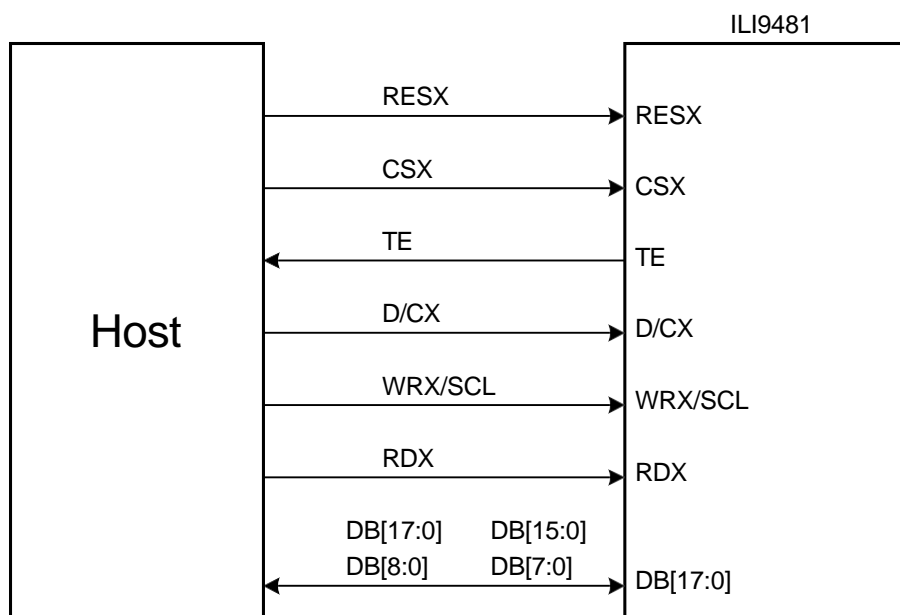 ILI9481
RESX
RESX
CSX
CSX
TE
TE
Host
D/CX
D/CX
WRX/SCL
WRX/SCL
RDX
RDX
DB[17:0] DB[15:0]
DB[8:0] DB[7:0]
DB[17:0]